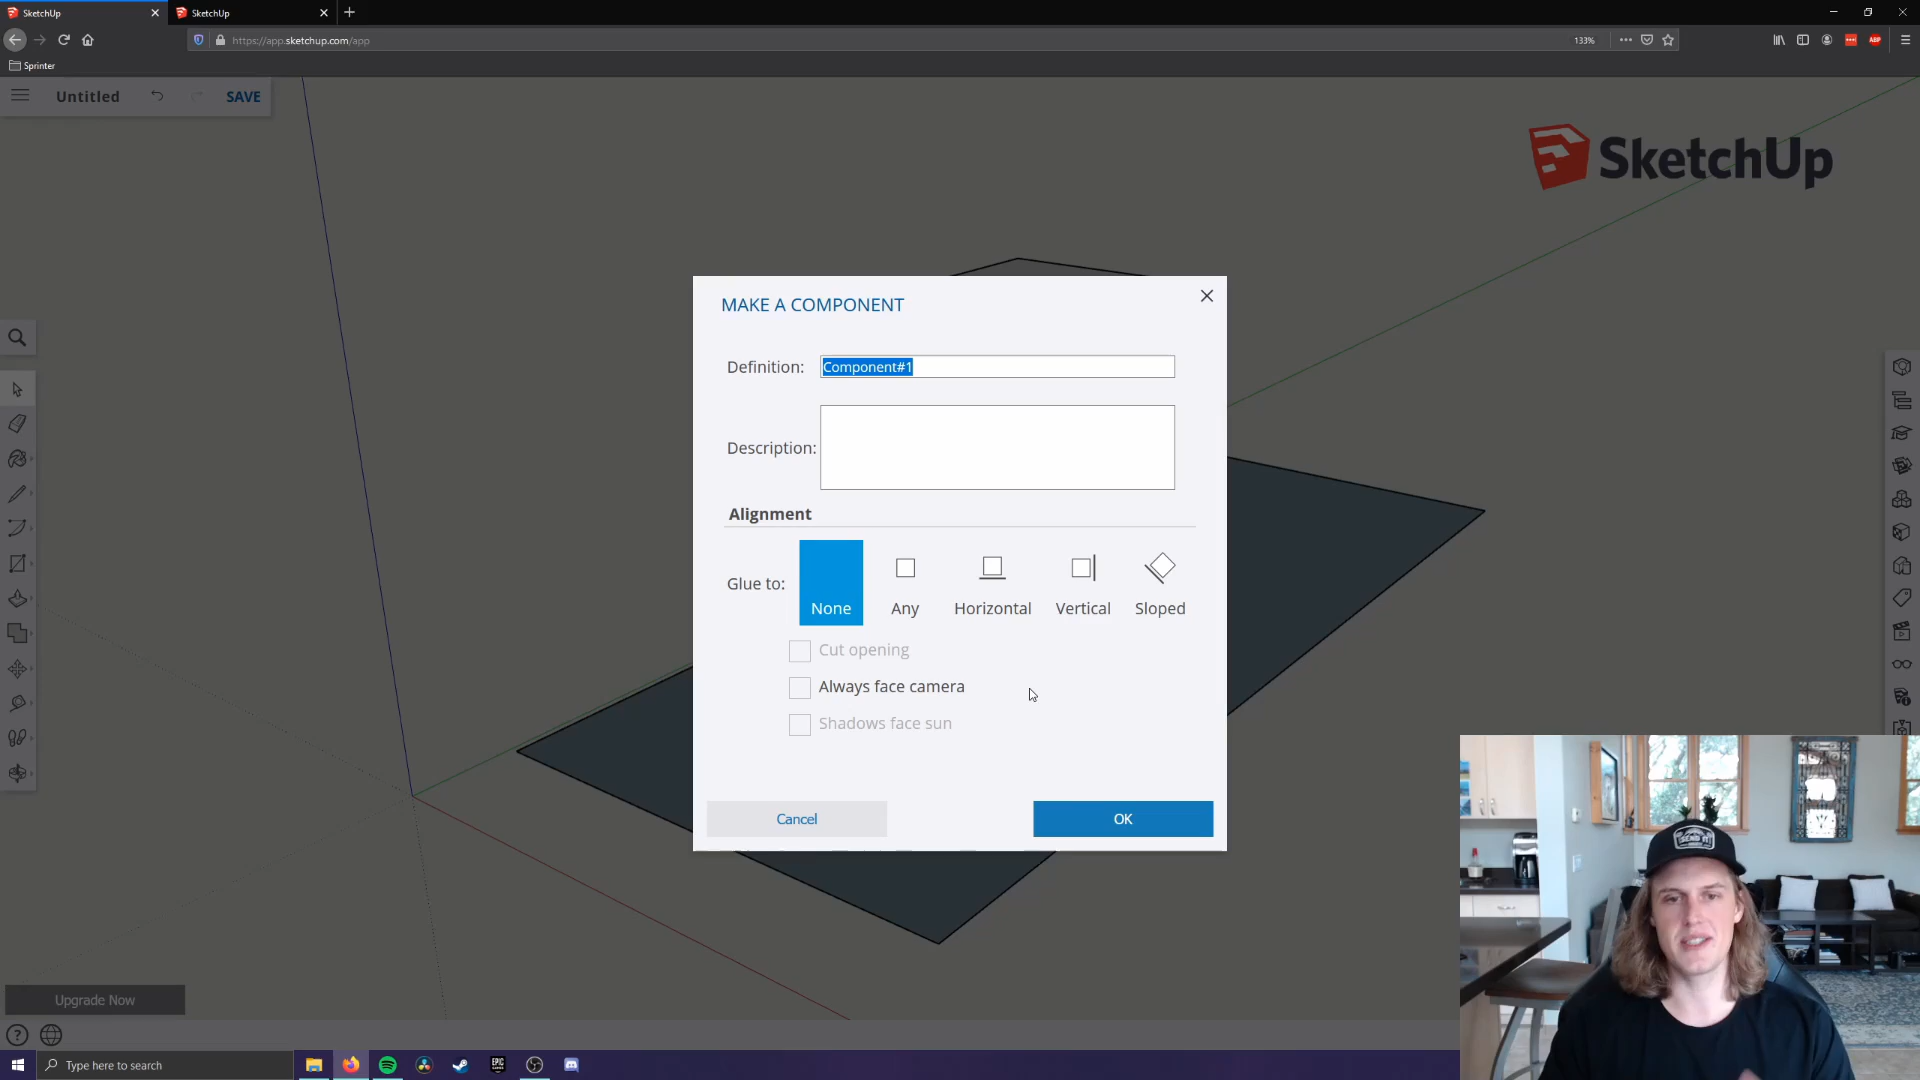 SketchUp
SketchUp
https://app.sketchup.com/app
133%
Sprinter
Untitled
SAVE
SketchUp
MAKE A COMPONENT
Definition:
Component#1
Description:
Alignment
Glue to:
None
Any
Horizontal
Vertical
Sloped
Cut opening
Always face camera
Shadows face sun
Cancel
OK
Upgrade Now
Type here to search